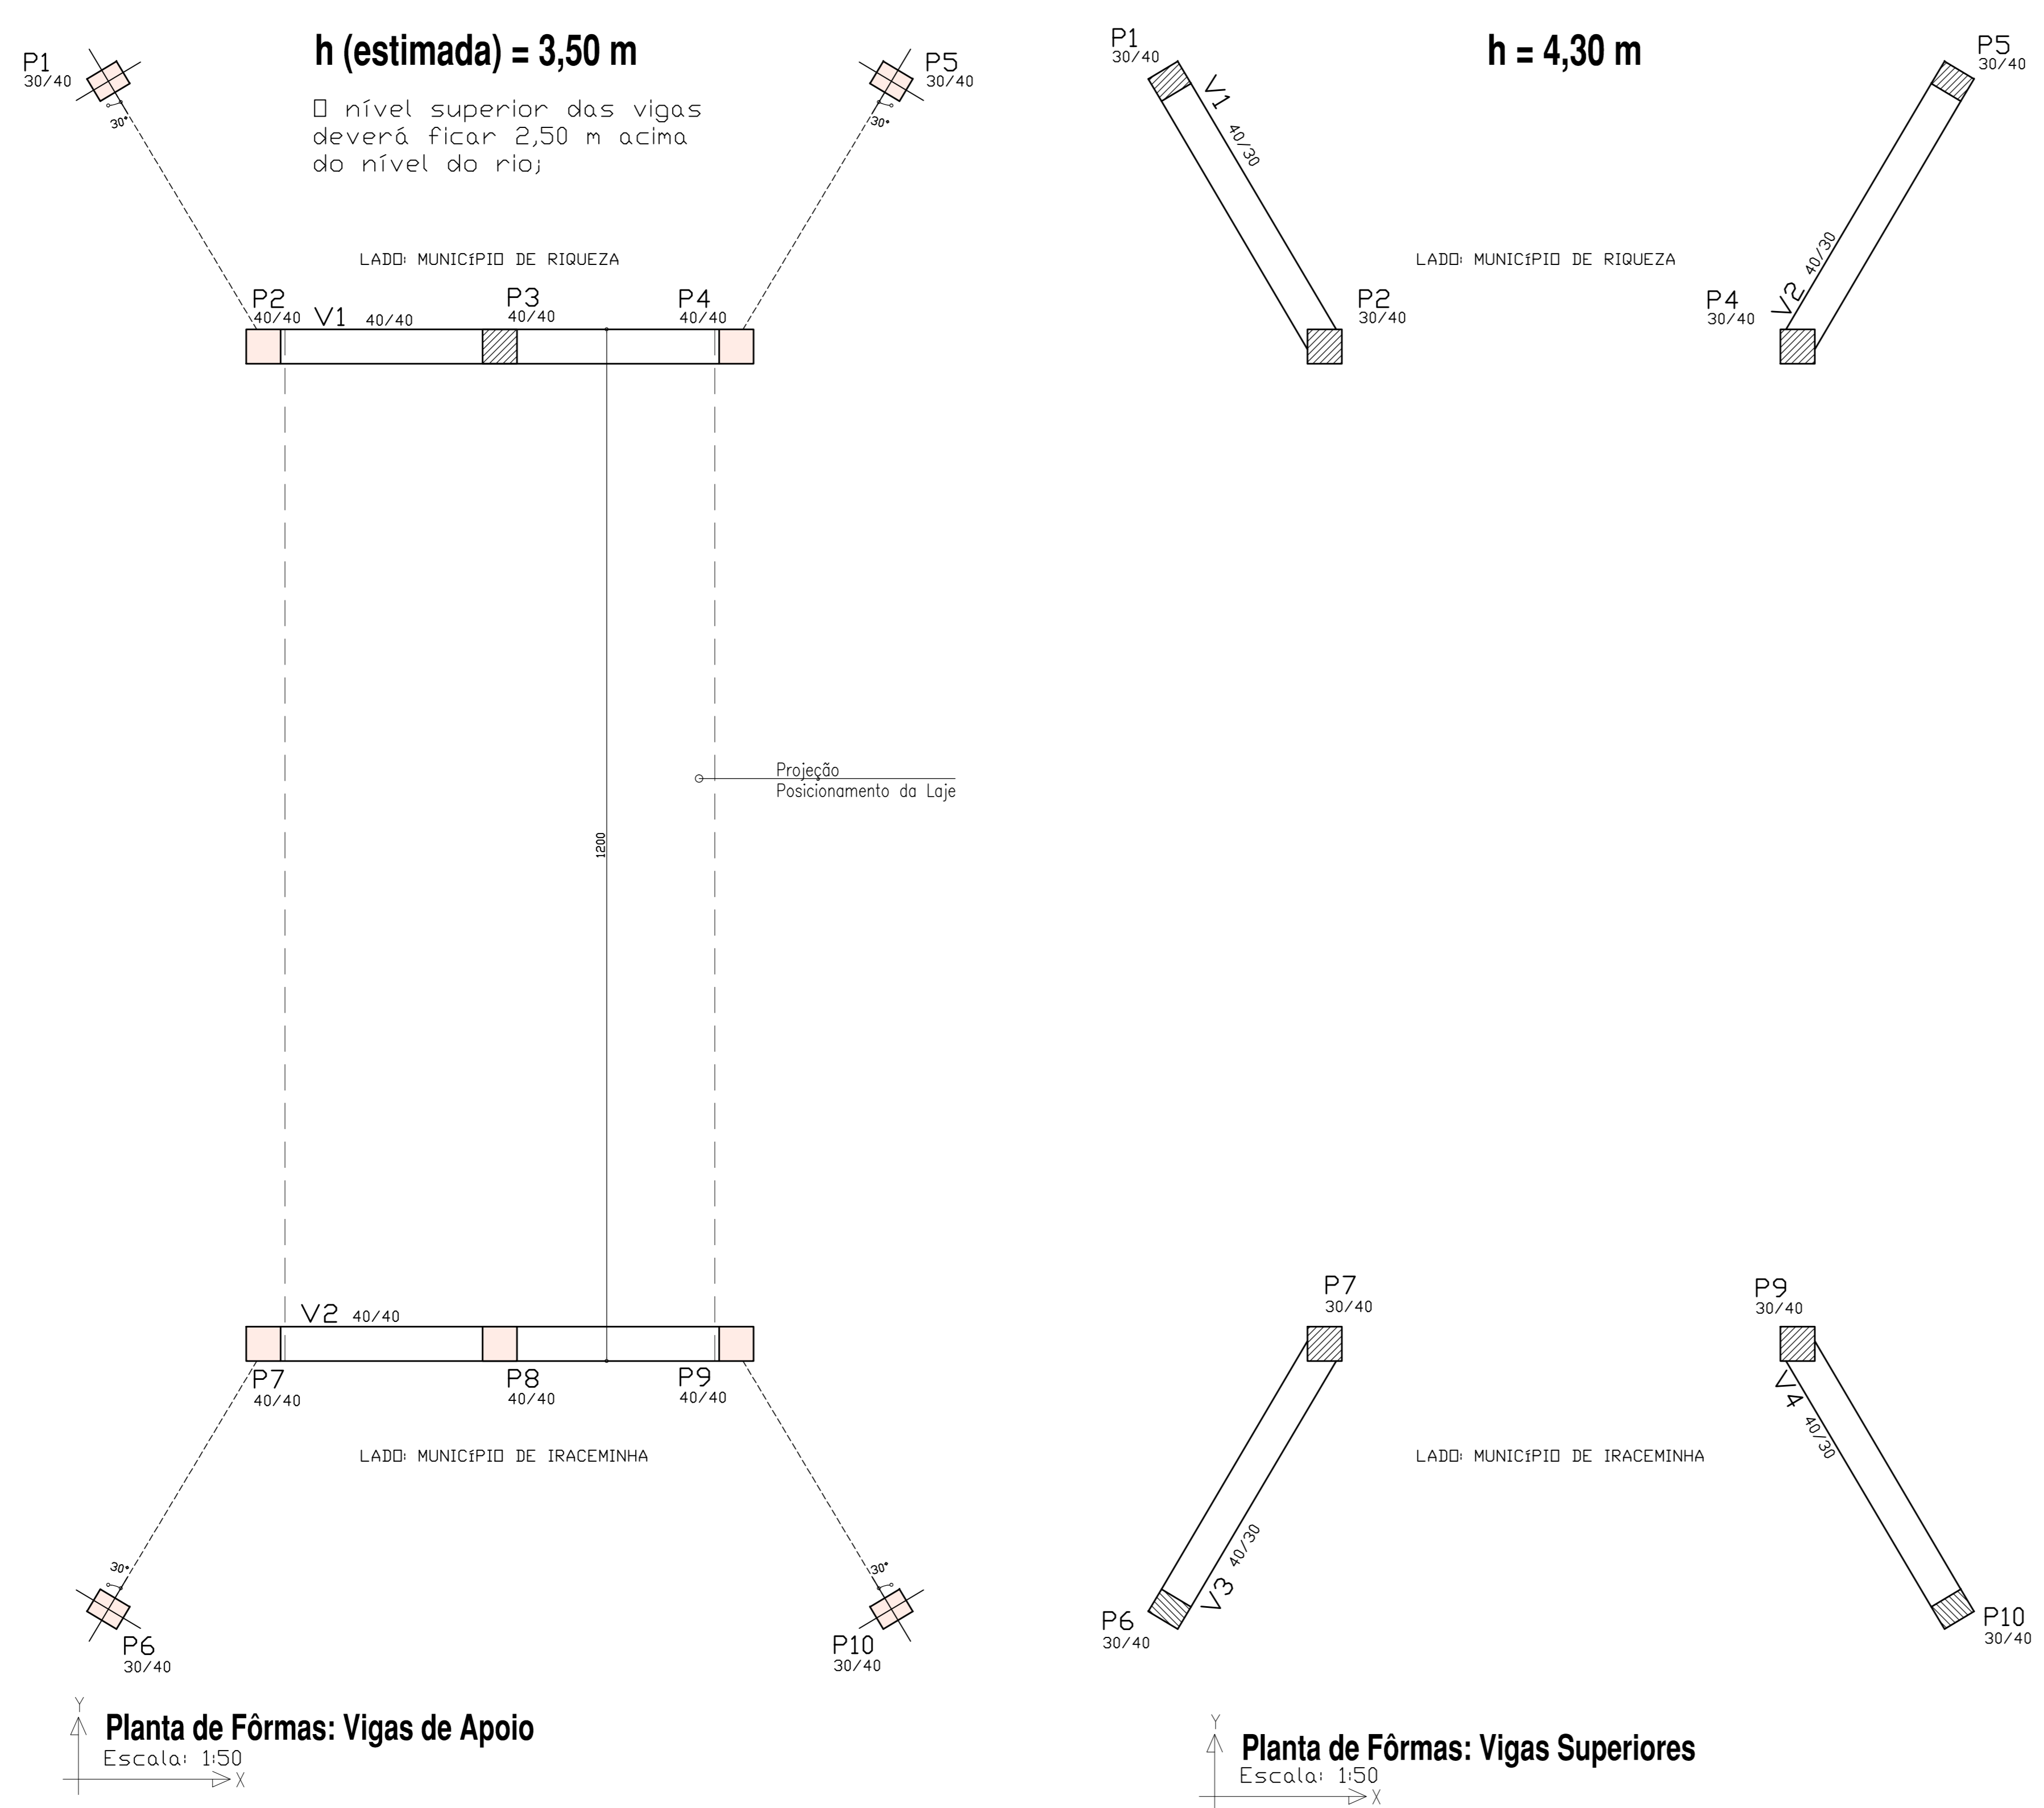 h (estimada) = 3,50 m
O nível superior das vigas
deverá ficar 2,50 m acima
do nível do rio;
P1
30/40
30°
P5
30/40
30°
LADO: MUNICíPIO DE RIQUEZA
P2
40/40
V1 40/40
P3
40/40
P4
40/40
Projeção
Posicionamento da Laje
1200
V2 40/40
P7
40/40
P8
40/40
P9
40/40
LADO: MUNICíPIO DE IRACEMINHA
30°
P6
30/40
30°
P10
30/40
Y
X
Planta de Fôrmas: Vigas de Apoio
Escala: 1:50
h = 4,30 m
P1
30/40
V1 40/30
P5
30/40
LADO: MUNICíPIO DE RIQUEZA
P2
30/40
P4
30/40
V2 40/30
P7
30/40
P9
30/40
V4 40/30
LADO: MUNICíPIO DE IRACEMINHA
V3 40/30
P6
30/40
P10
30/40
Y
X
Planta de Fôrmas: Vigas Superiores
Escala: 1:50